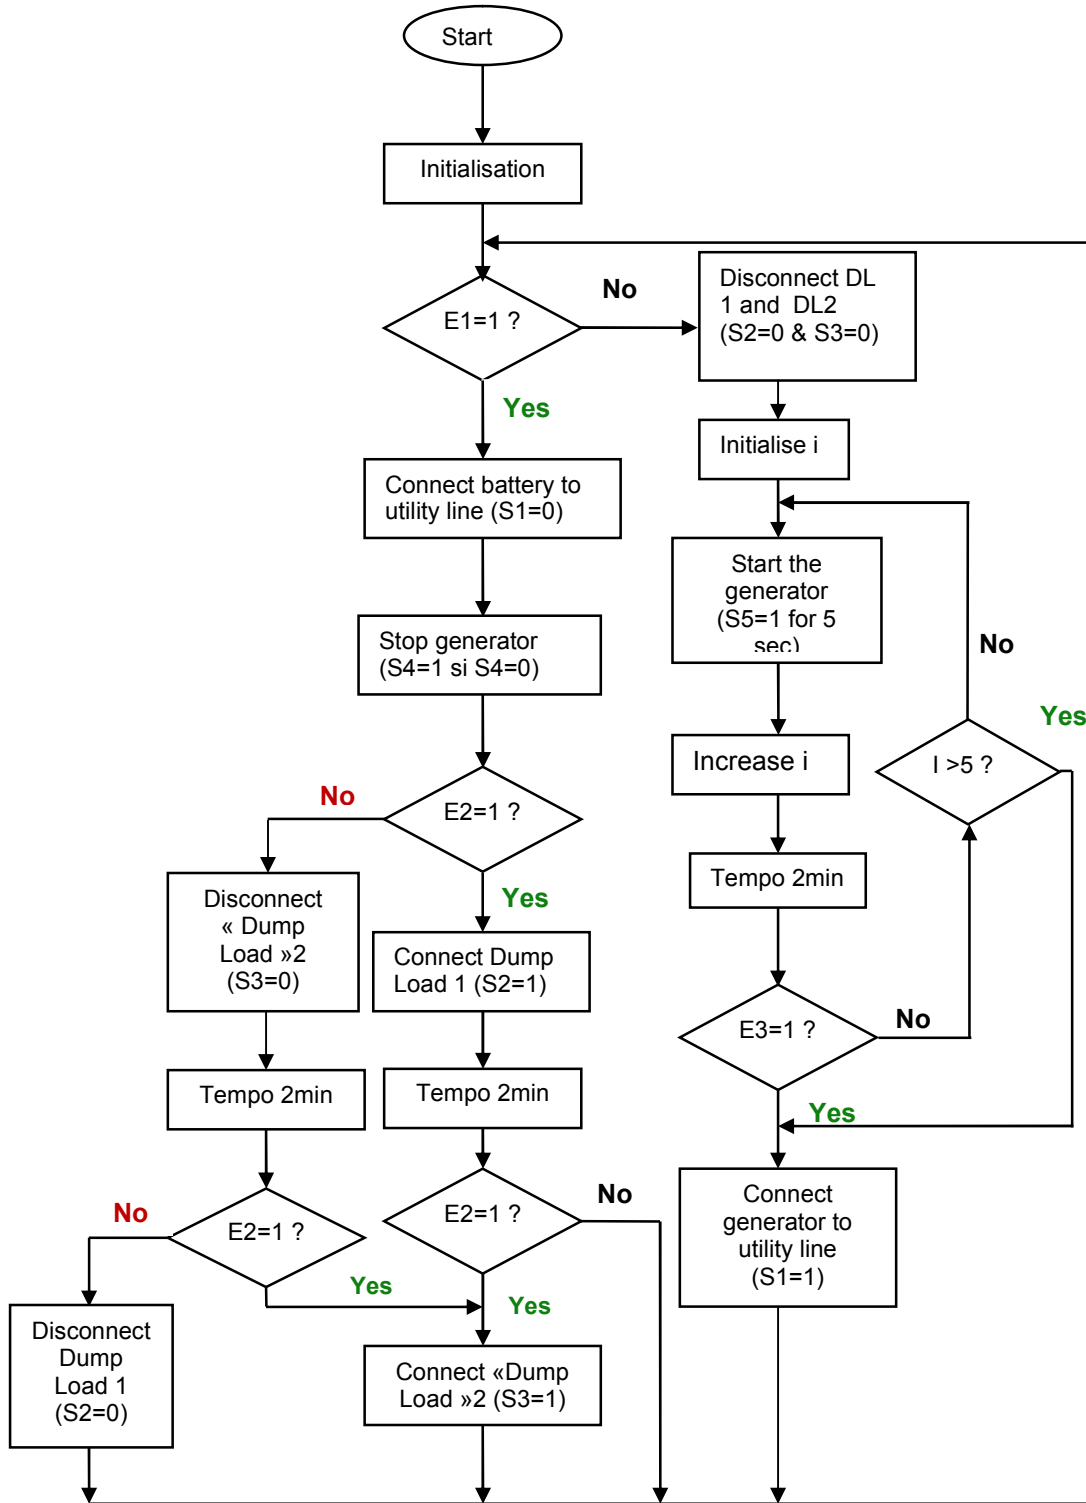 Start
Initialisation
E1=1 ?
No
Disconnect DL
1 and DL2
(S2=0 & S3=0)
Yes
Initialise i
Connect battery to
utility line (S1=0)
Start the
generator
(S5=1 for 5
sec)
No
Stop generator
(S4=1 si S4=0)
Yes
Increase i
I >5 ?
No
E2=1 ?
Tempo 2min
Yes
Disconnect
« Dump
Load »2
(S3=0)
Connect Dump
Load 1 (S2=1)
E3=1 ?
No
Tempo 2min
Tempo 2min
Yes
No
E2=1 ?
E2=1 ?
No
Connect
generator to
utility line
(S1=1)
Yes
Yes
Disconnect
Dump
Load 1
(S2=0)
Connect «Dump
Load »2 (S3=1)